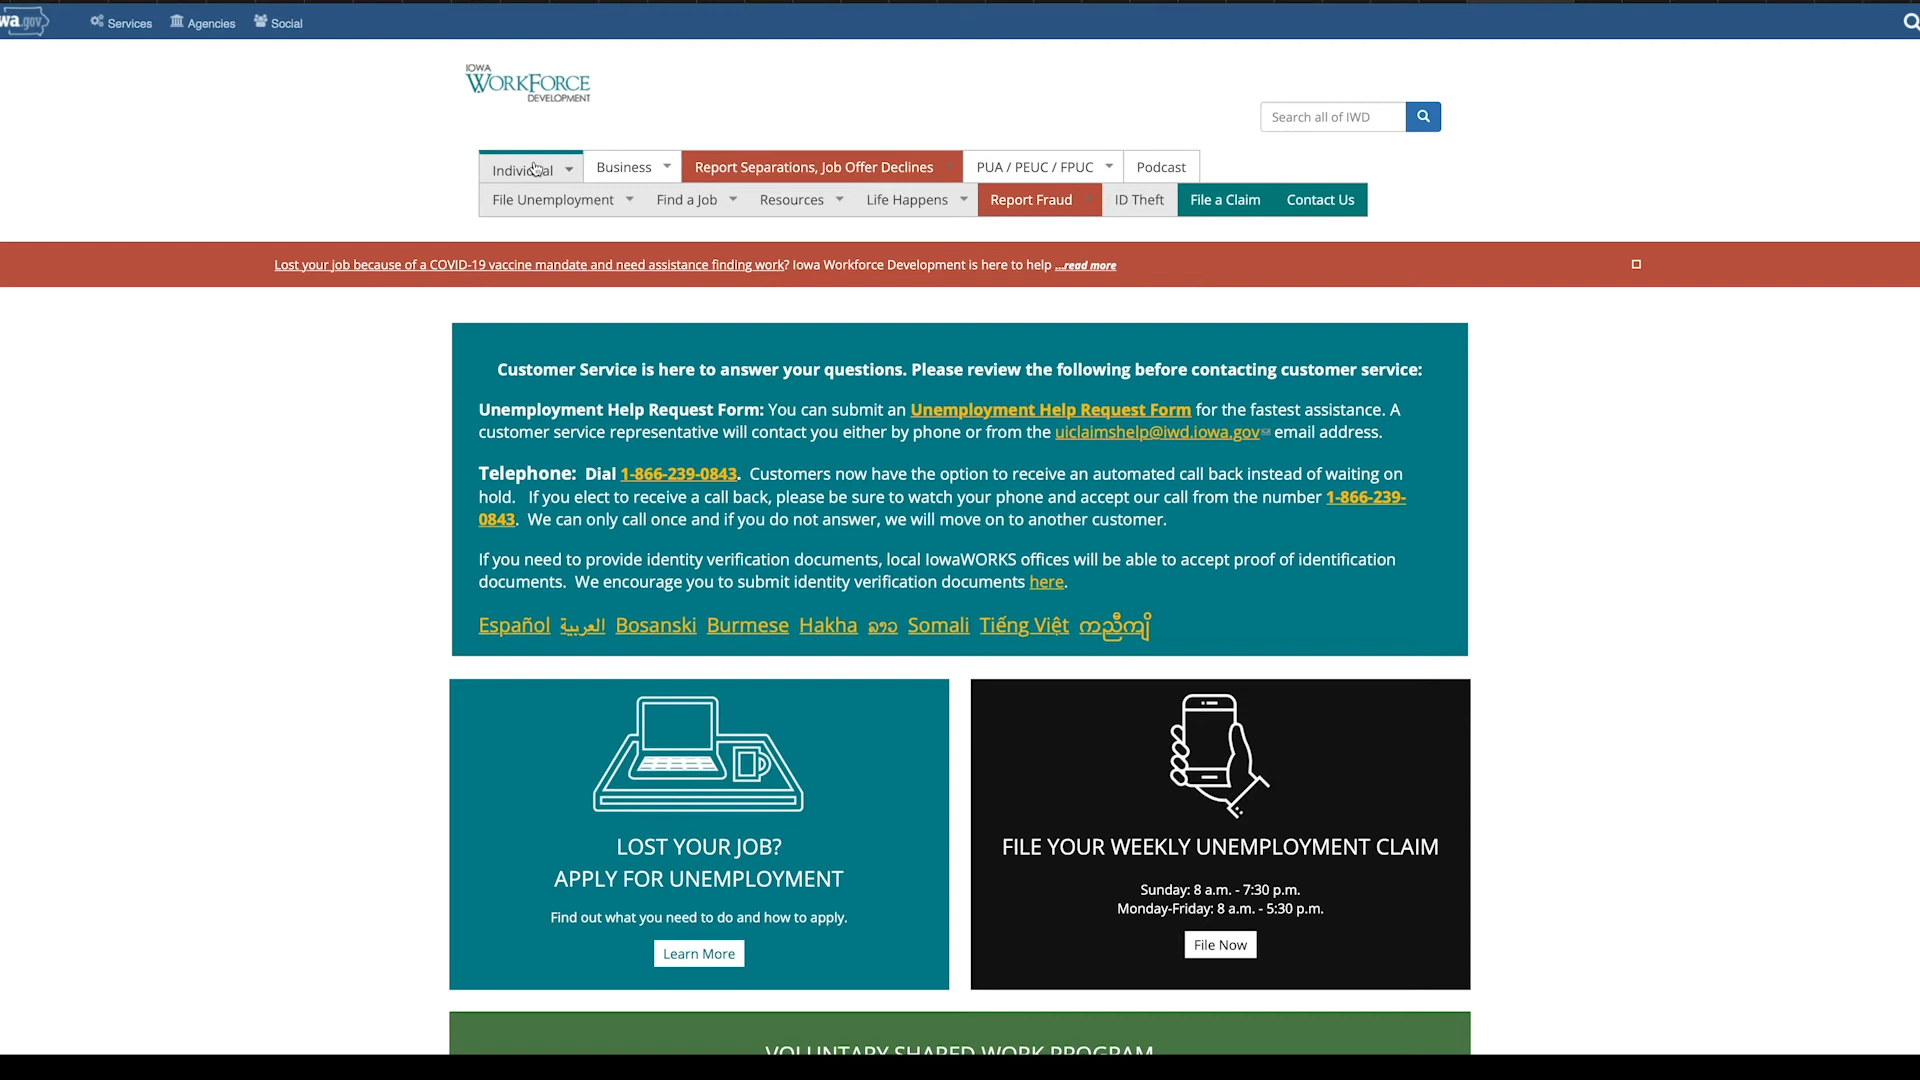 wa.gov Services Agencies Social
IOWA
WORKFORCE
DEVELOPMENT
Search all of IWD
Individual Business Report Separations, Job Offer Declines PUA / PEUC / FPUC Podcast
File Unemployment Find a Job Resources Life Happens Report Fraud ID Theft File a Claim Contact Us
Lost your job because of a COVID-19 vaccine mandate and need assistance finding work? Iowa Workforce Development is here to help ...read more
Customer Service is here to answer your questions. Please review the following before contacting customer service:
Unemployment Help Request Form: You can submit an Unemployment Help Request Form for the fastest assistance. A
customer service representative will contact you either by phone or from the uiclaimshelp@iwd.iowa.gov email address.
Telephone: Dial 1-866-239-0843. Customers now have the option to receive an automated call back instead of waiting on
hold. If you elect to receive a call back, please be sure to watch your phone and accept our call from the number 1-866-239-
0843. We can only call once and if you do not answer, we will move on to another customer.
If you need to provide identity verification documents, local IowaWORKS offices will be able to accept proof of identification
documents. We encourage you to submit identity verification documents here.
Español العربية Bosanski Burmese Hakha ລາວ Somali Tiếng Việt ကညီကျိ
LOST YOUR JOB?
APPLY FOR UNEMPLOYMENT
Find out what you need to do and how to apply.
Learn More
FILE YOUR WEEKLY UNEMPLOYMENT CLAIM
Sunday: 8 a.m. - 7:30 p.m.
Monday-Friday: 8 a.m. - 5:30 p.m.
File Now
VOLUNTARY SHARED WORK PROGRAM